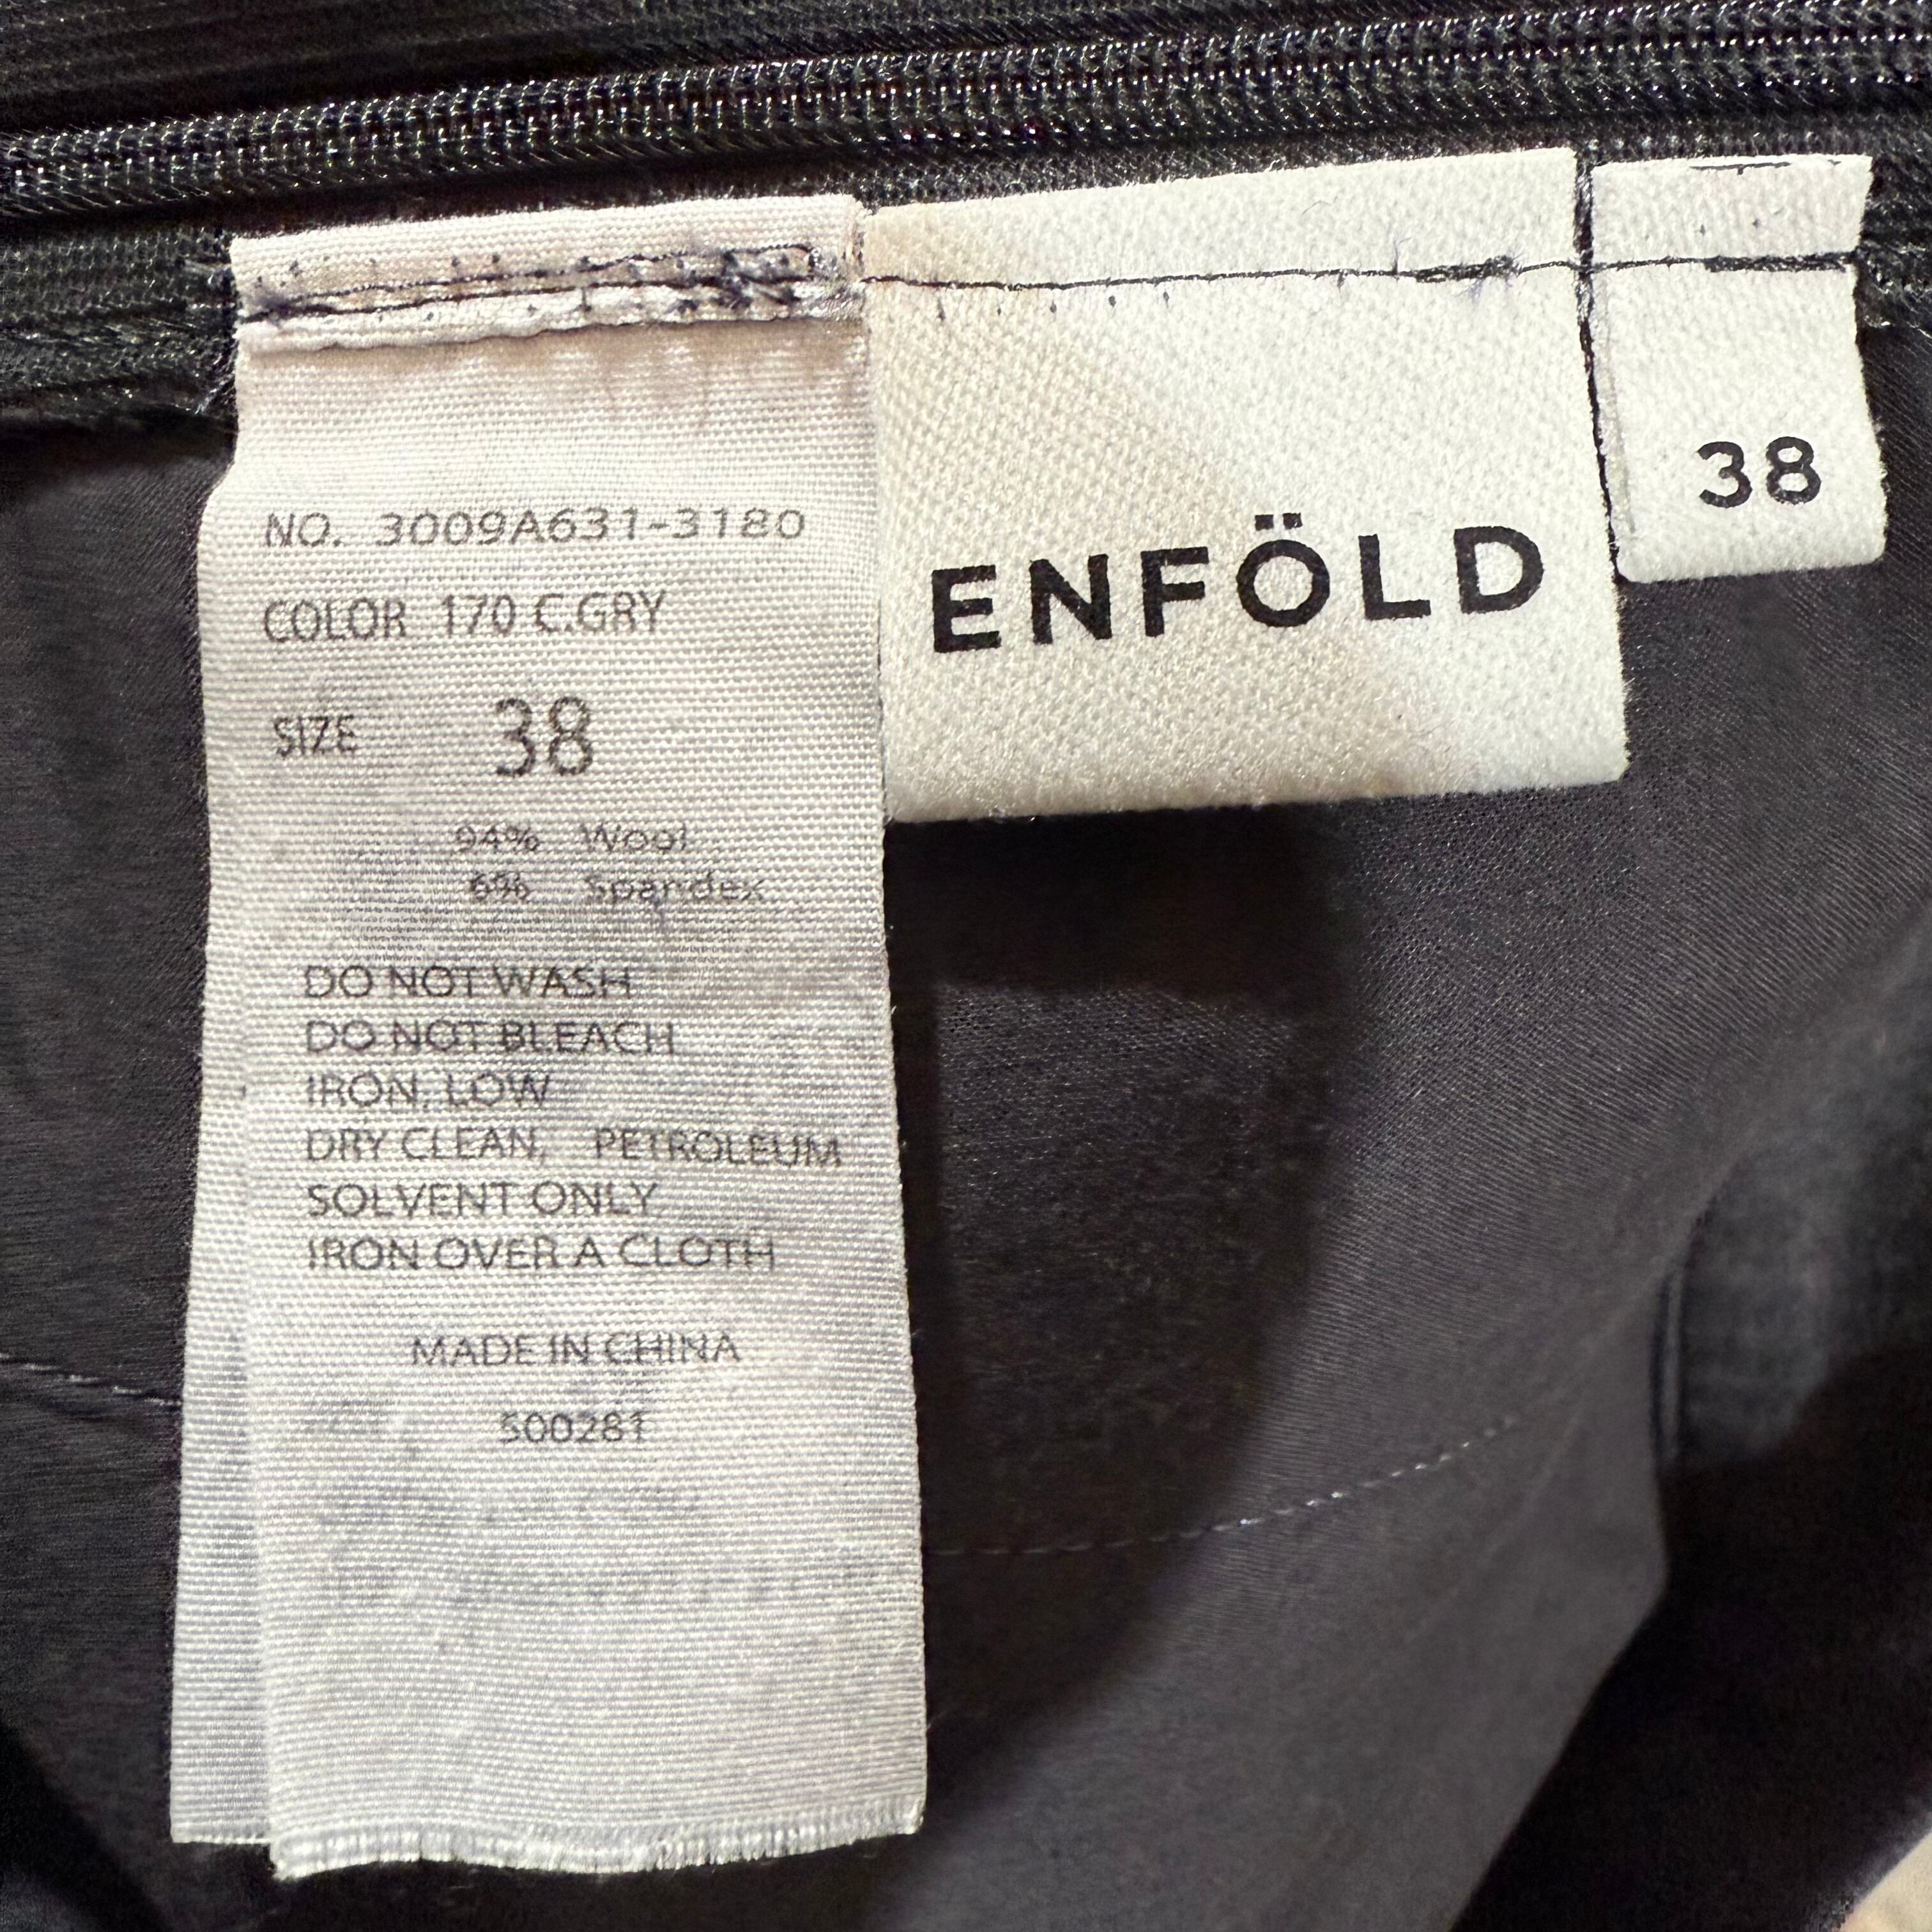 NO. 3009A631-3180
COLOR 170 C.GRY
SIZE 38
94% Wool
6% Spandex
DO NOT WASH
DO NOT BLEACH
IRON, LOW
DRY CLEAN, PETROLEUM
SOLVENT ONLY
IRON OVER A CLOTH
MADE IN CHINA
500281
ENFÖLD
38